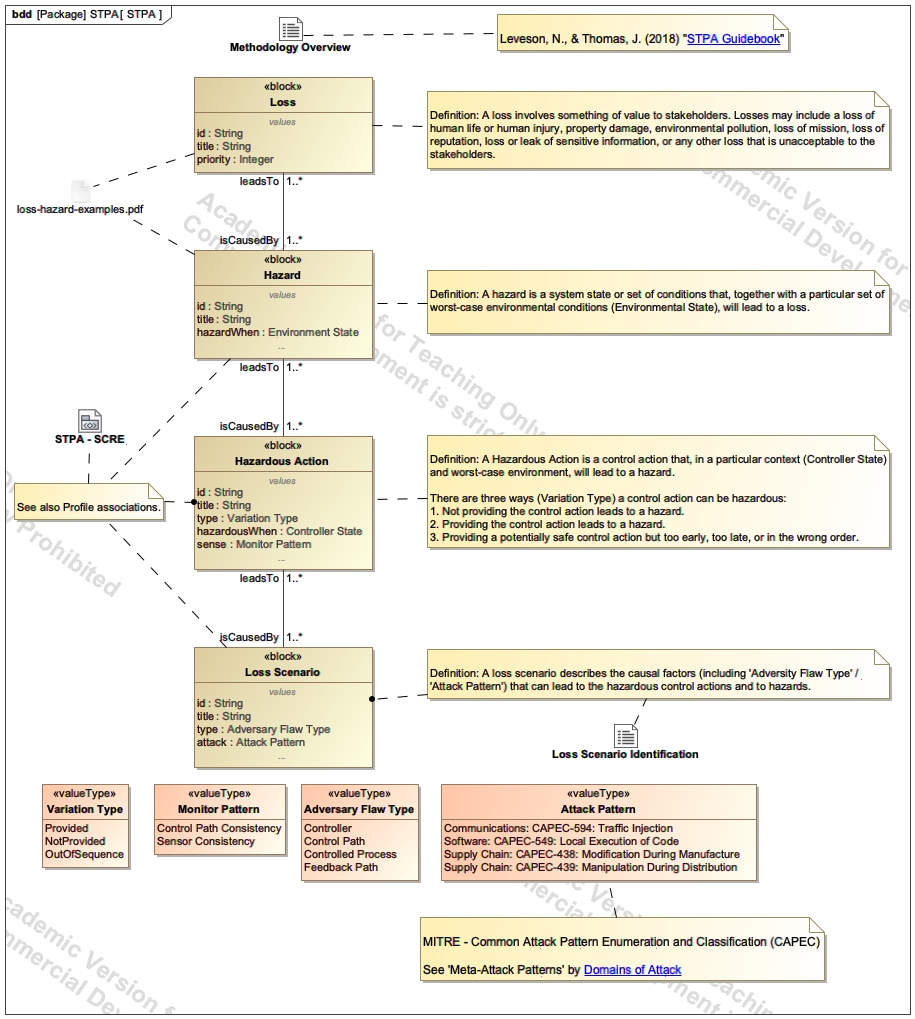 bdd [Package] STPA[ STPA ]
Methodology Overview
Leveson, N., & Thomas, J. (2018) "STPA Guidebook"
«block»
Loss
values
id : String
title : String
priority : Integer
Definition: A loss involves something of value to stakeholders. Losses may include a loss of
human life or human injury, property damage, environmental pollution, loss of mission, loss of
reputation, loss or leak of sensitive information, or any other loss that is unacceptable to the
stakeholders.
loss-hazard-examples.pdf
leadsTo 1..*
isCausedBy 1..*
«block»
Hazard
values
id : String
title : String
hazardWhen : Environment State
...
Definition: A hazard is a system state or set of conditions that, together with a particular set of
worst-case environmental conditions (Environmental State), will lead to a loss.
leadsTo 1..*
isCausedBy 1..*
STPA - SCRE
See also Profile associations.
«block»
Hazardous Action
values
id : String
title : String
type : Variation Type
hazardousWhen : Controller State
sense : Monitor Pattern
...
Definition: A Hazardous Action is a control action that, in a particular context (Controller State)
and worst-case environment, will lead to a hazard.
There are three ways (Variation Type) a control action can be hazardous:
1. Not providing the control action leads to a hazard.
2. Providing the control action leads to a hazard.
3. Providing a potentially safe control action but too early, too late, or in the wrong order.
leadsTo 1..*
isCausedBy 1..*
«block»
Loss Scenario
values
id : String
title : String
type : Adversary Flaw Type
attack : Attack Pattern
...
Definition: A loss scenario describes the causal factors (including 'Adversity Flaw Type' /
'Attack Pattern') that can lead to the hazardous control actions and to hazards.
Loss Scenario Identification
«valueType»
Variation Type
Provided
NotProvided
OutOfSequence
«valueType»
Monitor Pattern
Control Path Consistency
Sensor Consistency
«valueType»
Adversary Flaw Type
Controller
Control Path
Controlled Process
Feedback Path
«valueType»
Attack Pattern
Communications: CAPEC-594: Traffic Injection
Software: CAPEC-549: Local Execution of Code
Supply Chain: CAPEC-438: Modification During Manufacture
Supply Chain: CAPEC-439: Manipulation During Distribution
MITRE - Common Attack Pattern Enumeration and Classification (CAPEC)
See 'Meta-Attack Patterns' by Domains of Attack